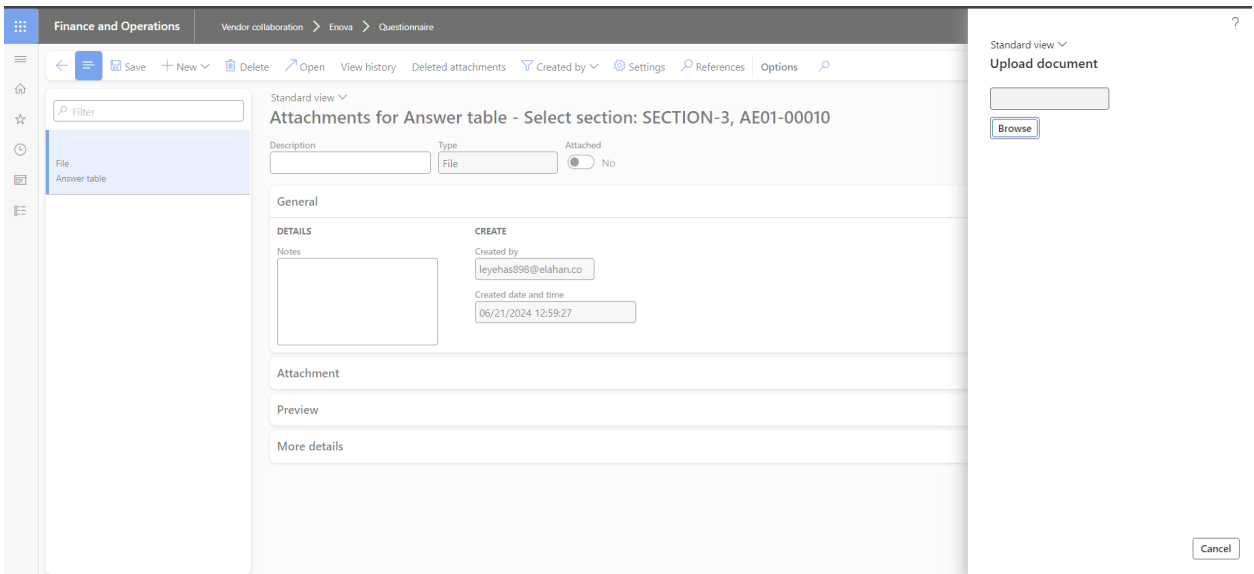 Finance and Operations
Vendor collaboration > Enova > Questionnaire
Save New Delete Open View history Deleted attachments Created by Settings References Options
Filter
File
Answer table
Standard view
Attachments for Answer table - Select section: SECTION-3, AE01-00010
Description Type Attached
File No
General
DETAILS CREATE
Notes Created by
leyehas898@elahan.co
Created date and time
06/21/2024 12:59:27
Attachment
Preview
More details
?
Standard view
Upload document
Browse
Cancel